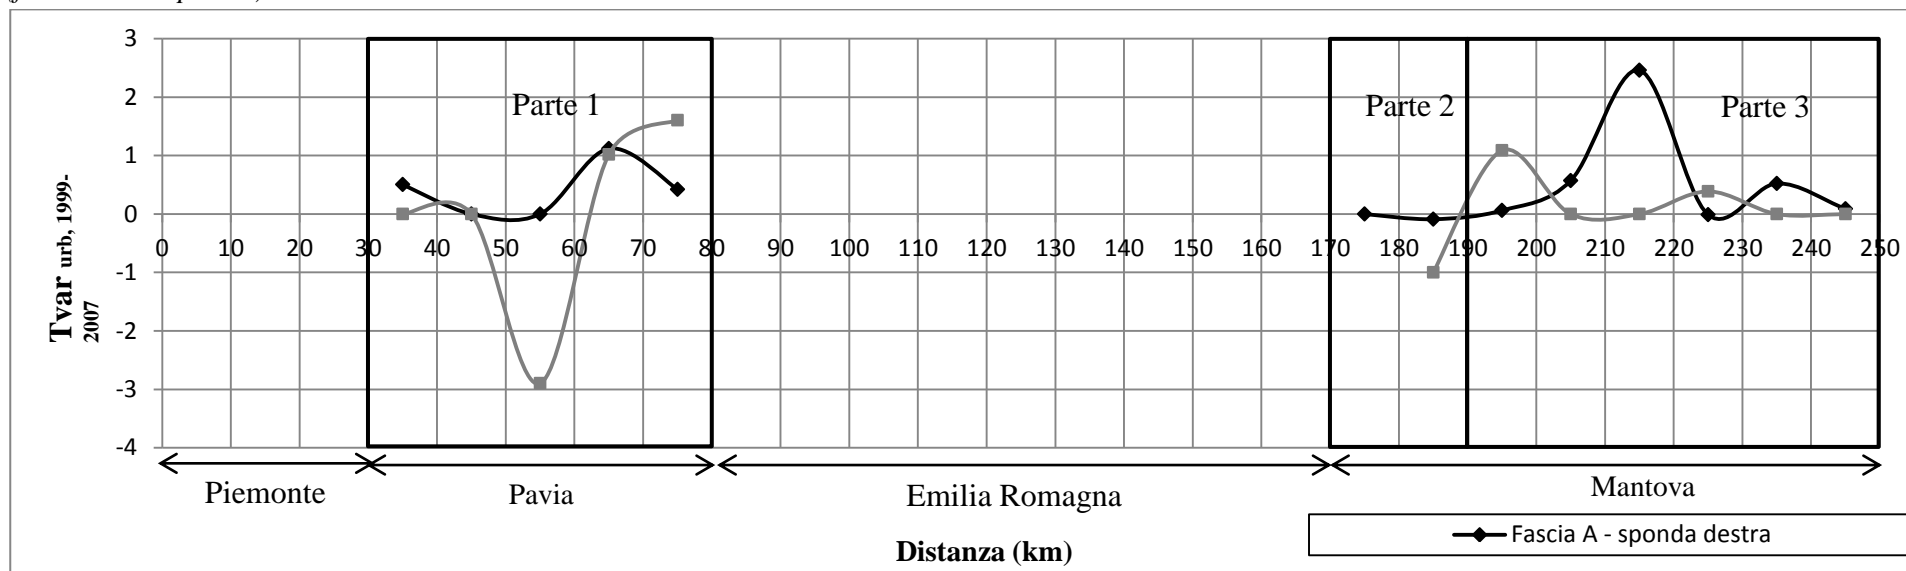 3
2
Parte 1
Parte 2
Parte 3
1
0
0 10 20 30 40 50 60 70 80 90 100 110 120 130 140 150 160 170 180 190 200 210 220 230 240 250
-1
-2
-3
-4
Tvar urb, 1999-
2007
Piemonte
Pavia
Emilia Romagna
Mantova
Fascia A - sponda destra
Distanza (km)